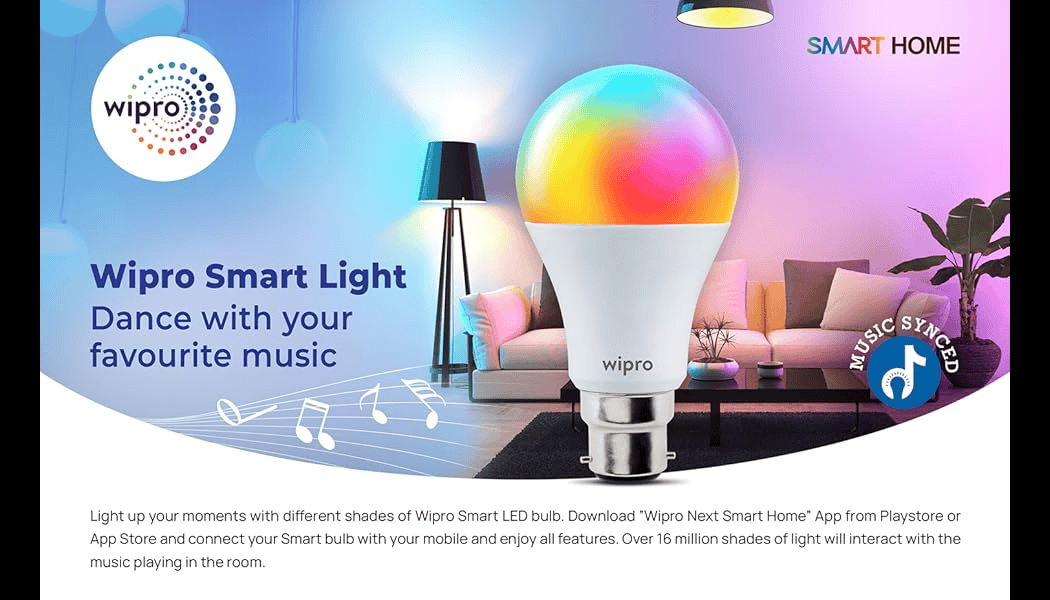 SMART HOME
wipro
Wipro Smart Light
Dance with your
favourite music
wipro
MUSIC SYNCED
Light up your moments with different shades of Wipro Smart LED bulb. Download "Wipro Next Smart Home" App from Playstore or
App Store and connect your Smart bulb with your mobile and enjoy all features. Over 16 million shades of light will interact with the
music playing in the room.